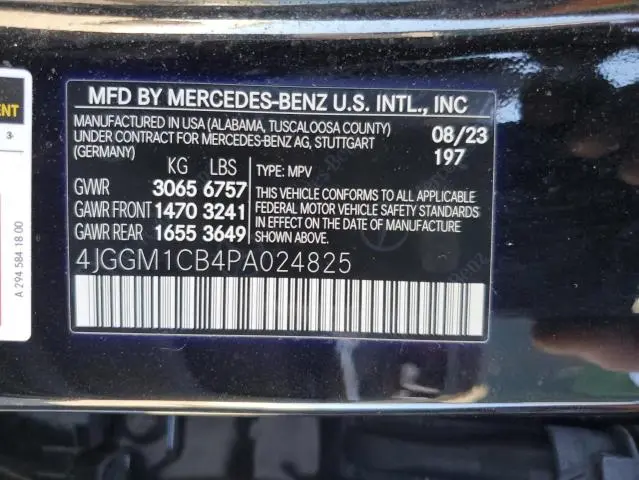 MFD BY MERCEDES-BENZ U.S. INTL., INC
MANUFACTURED IN USA (ALABAMA, TUSCALOOSA COUNTY)
UNDER CONTRACT FOR MERCEDES-BENZ AG, STUTTGART
(GERMANY)
08/23
197
KG LBS
GVWR 3065 6757
GAWR FRONT 1470 3241
GAWR REAR 1655 3649
TYPE: MPV
THIS VEHICLE CONFORMS TO ALL APPLICABLE
FEDERAL MOTOR VEHICLE SAFETY STANDARDS
IN EFFECT ON THE DATE OF MANUFACTURE
SHOWN ABOVE.
4JGGM1CB4PA024825
3
A 294 584 18 00